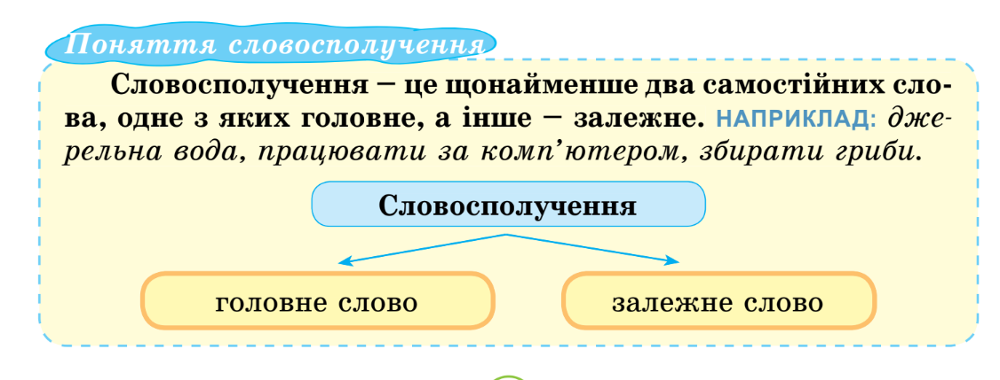 Поняття словосполучення
Словосполучення – це щонайменше два самостійних сло-
ва, одне з яких головне, а інше – залежне. НАПРИКЛАД: дже-
рельна вода, працювати за комп’ютером, збирати гриби.
Словосполучення
головне слово
залежне слово